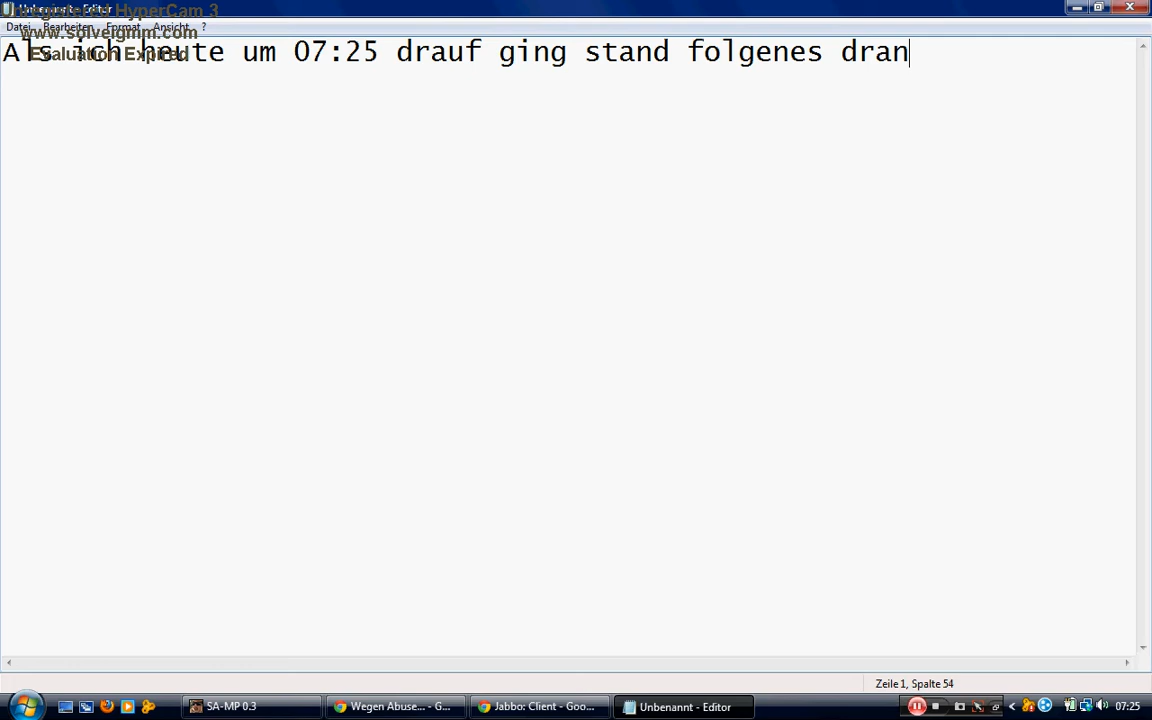 Unbenannt - Editor
Unregistered HyperCam 3
Datei Bearbeiten Format Ansicht ?
www.solveigmm.com
Als ich heute um 07:25 drauf ging stand folgenes dran
Evaluation Expired
Zeile 1, Spalte 54
SA-MP 0.3
Wegen Abuse... - G...
Jabbo: Client - Goo...
Unbenannt - Editor
07:25